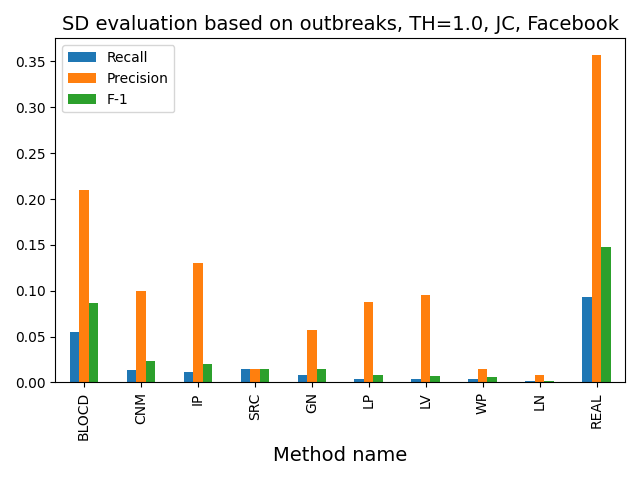 SD evaluation based on outbreaks, TH=1.0, JC, Facebook
Recall
Precision
F-1
0.35
0.30
0.25
0.20
0.15
0.10
0.05
0.00
BLOCD
CNM
IP
SRC
GN
LP
LV
WP
LN
REAL
Method name